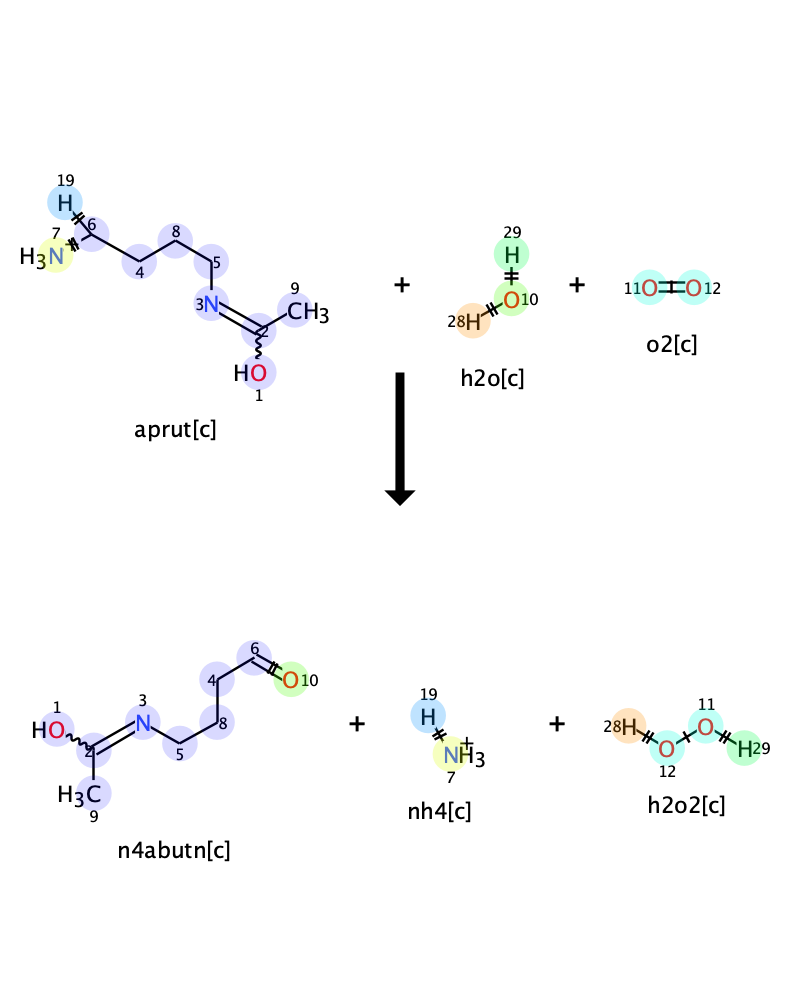 19
H
6
7
H3N
4
8
5
3N
9
CH3
2
HO
1
aprut[c]
+
29
H
O10
28H
h2o[c]
+
11O
O12
o2[c]
6
4
O10
1
HO
3
N
8
5
2
H3C
9
n4abutn[c]
+
19
H
NH3+
7
nh4[c]
+
28H
11
O
O
12
H29
h2o2[c]